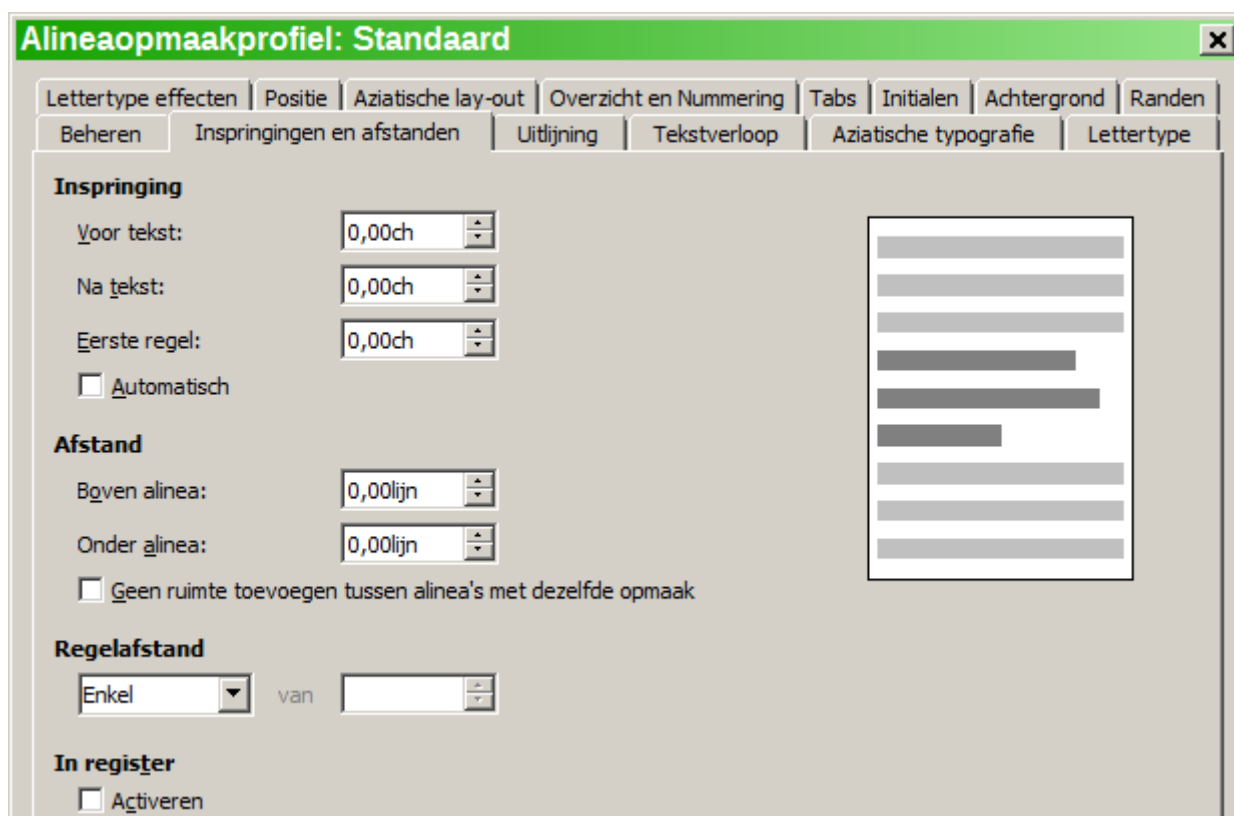 Alineaopmaakprofiel: Standaard
Lettertype effecten Positie Aziatische lay-out Overzicht en Nummering Tabs Initialen Achtergrond Randen
Beheren Inspringingen en afstanden Uitlijning Tekstverloop Aziatische typografie Lettertype
Inspringing
Voor tekst: 0,00ch
Na tekst: 0,00ch
Eerste regel: 0,00ch
Automatisch
Afstand
Boven alinea: 0,00lijn
Onder alinea: 0,00lijn
Geen ruimte toevoegen tussen alinea's met dezelfde opmaak
Regelafstand
Enkel van
In register
Activeren